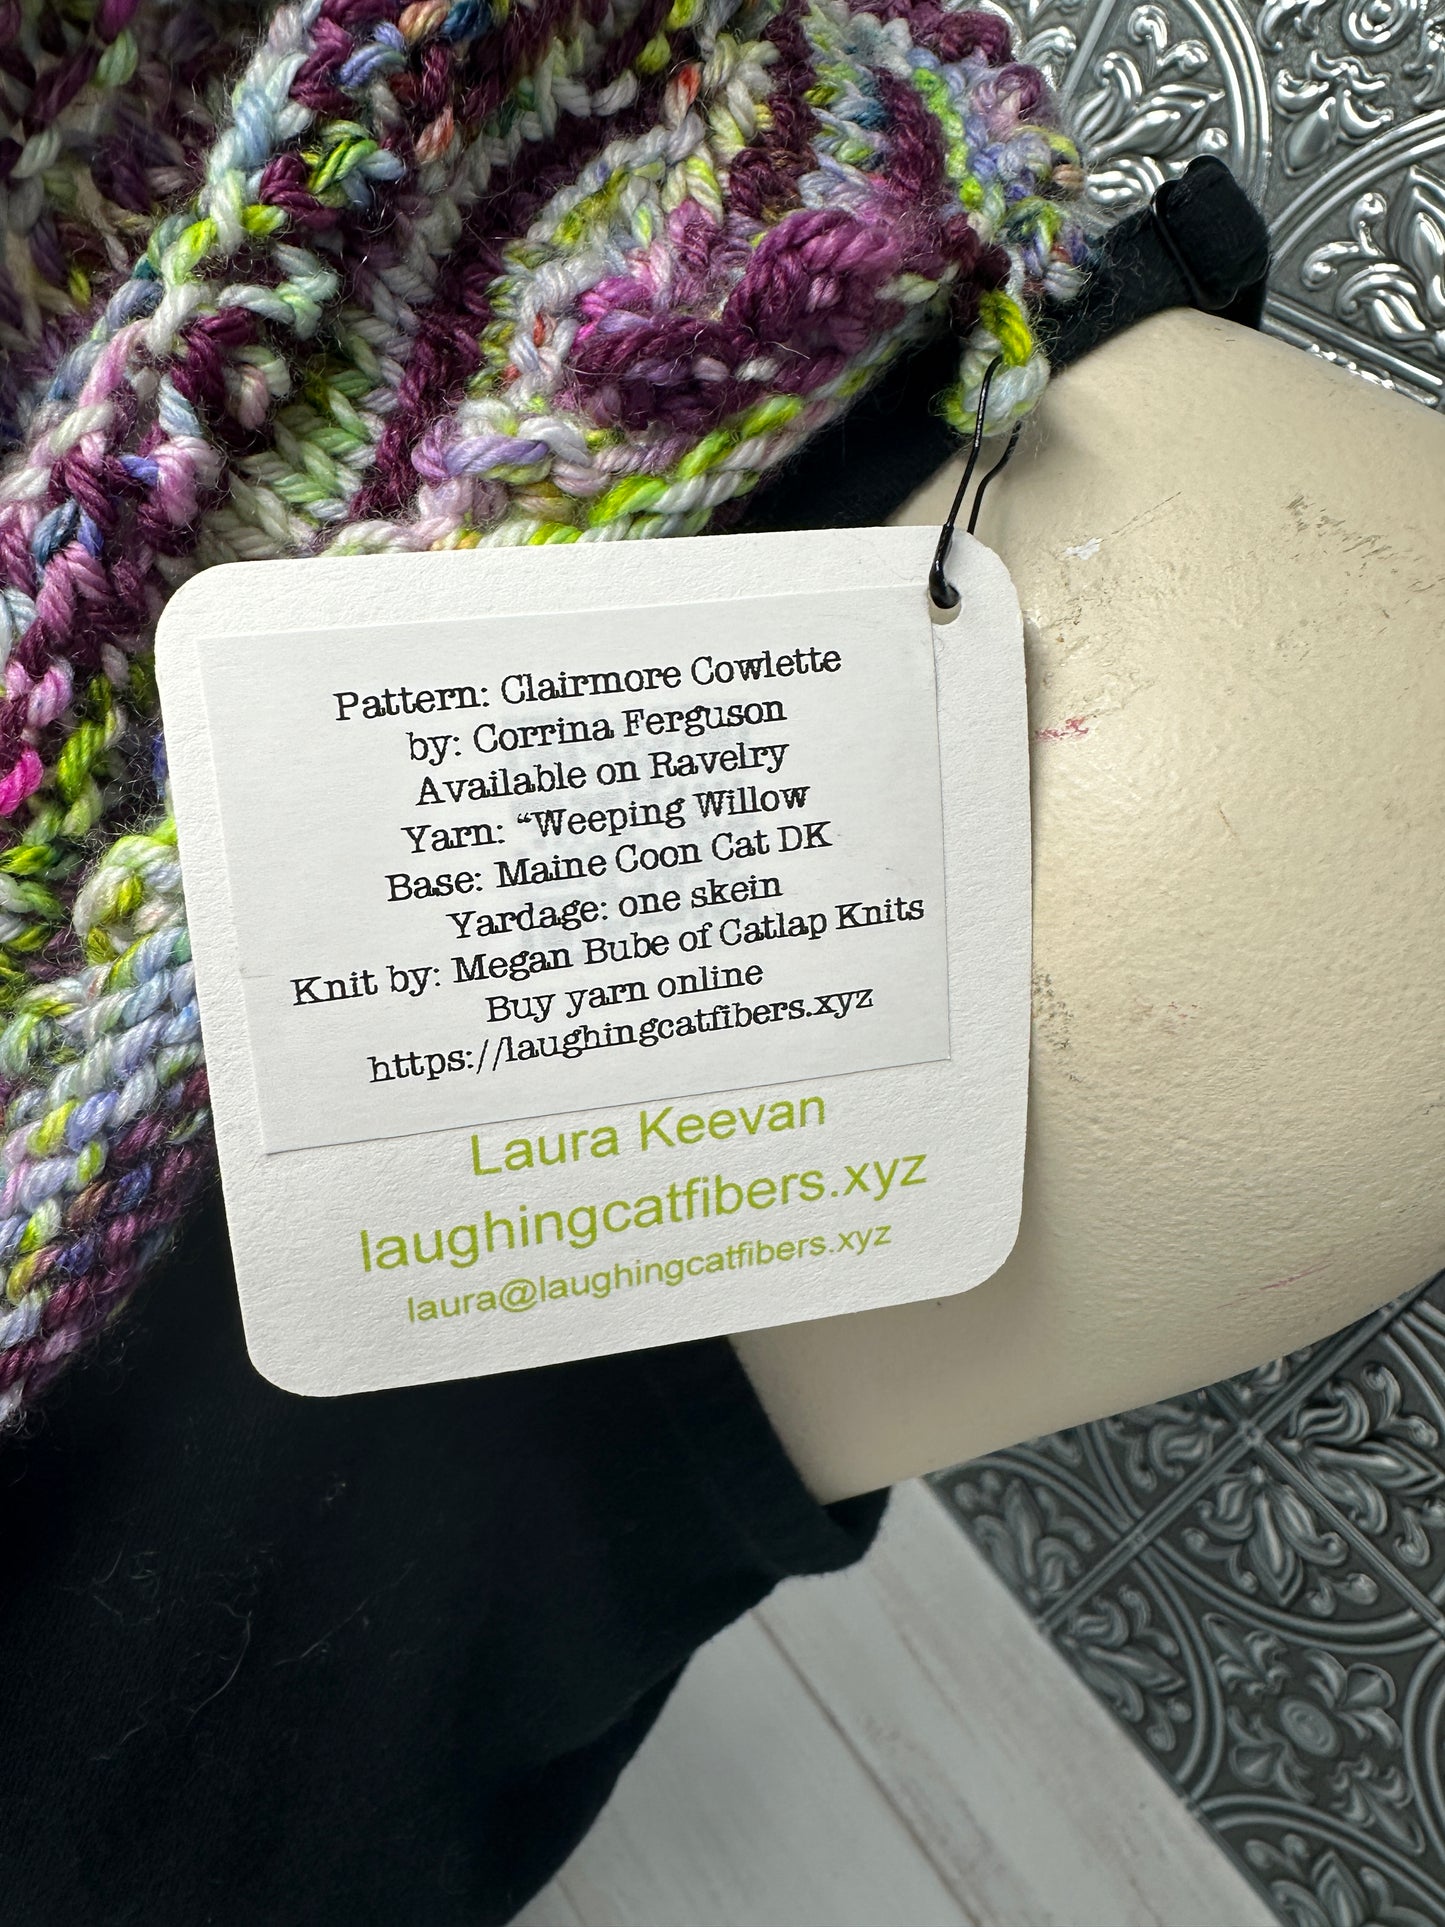 Pattern: Clairmore Cowlette
by: Corrina Ferguson
Available on Ravelry
Yarn: “Weeping Willow
Base: Maine Coon Cat DK
Yardage: one skein
Knit by: Megan Bube of Catlap Knits
Buy yarn online
https://laughingcatfibers.xyz
Laura Keevan
laughingcatfibers.xyz
laura@laughingcatfibers.xyz